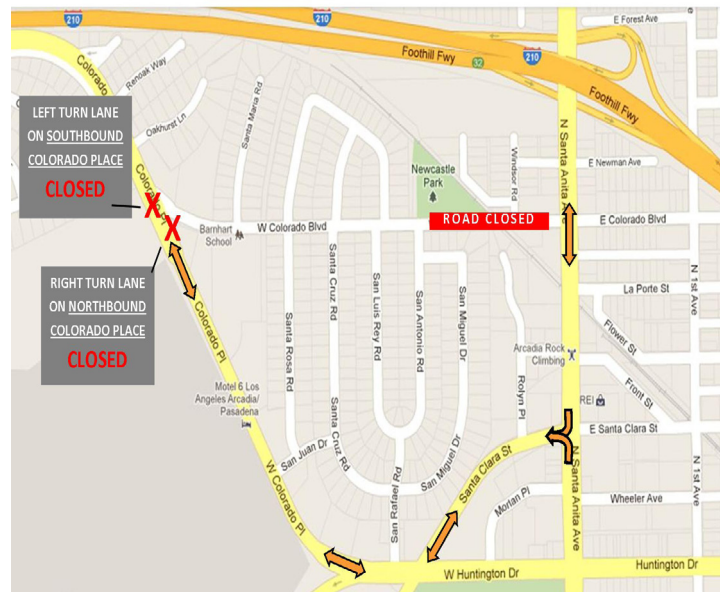 210
210
210
E Forest Ave
Foothill Fwy
32
Foothill Fwy
Colorado
Renoak Way
Oakhurst Ln
Santa Maria Rd
LEFT TURN LANE
ON SOUTHBOUND
COLORADO PLACE
CLOSED
N Santa Anita Ave
E Newman Ave
Windsor Rd
Newcastle
Park
Colorado Pl
X
X
Barnhart
School
W Colorado Blvd
ROAD CLOSED
E Colorado Blvd
N 1st Ave
RIGHT TURN LANE
ON NORTHBOUND
COLORADO PLACE
CLOSED
Colorado Pl
Santa Rosa Rd
Santa Cruz Rd
San Luis Rey Rd
San Antonio Rd
San Miguel Dr
La Porte St
Flower St
Arcadia Rock
Climbing
Front St
Rolyn Pl
REI
Motel 6 Los
Angeles Arcadia/
Pasadena
E Santa Clara St
San Juan Dr
Santa Cruz Rd
San Rafael Rd
San Miguel Dr
Santa Clara St
Morlan Pl
N Santa Anita Ave
Wheeler Ave
N 1st Ave
W Colorado Pl
W Huntington Dr
Huntington Dr